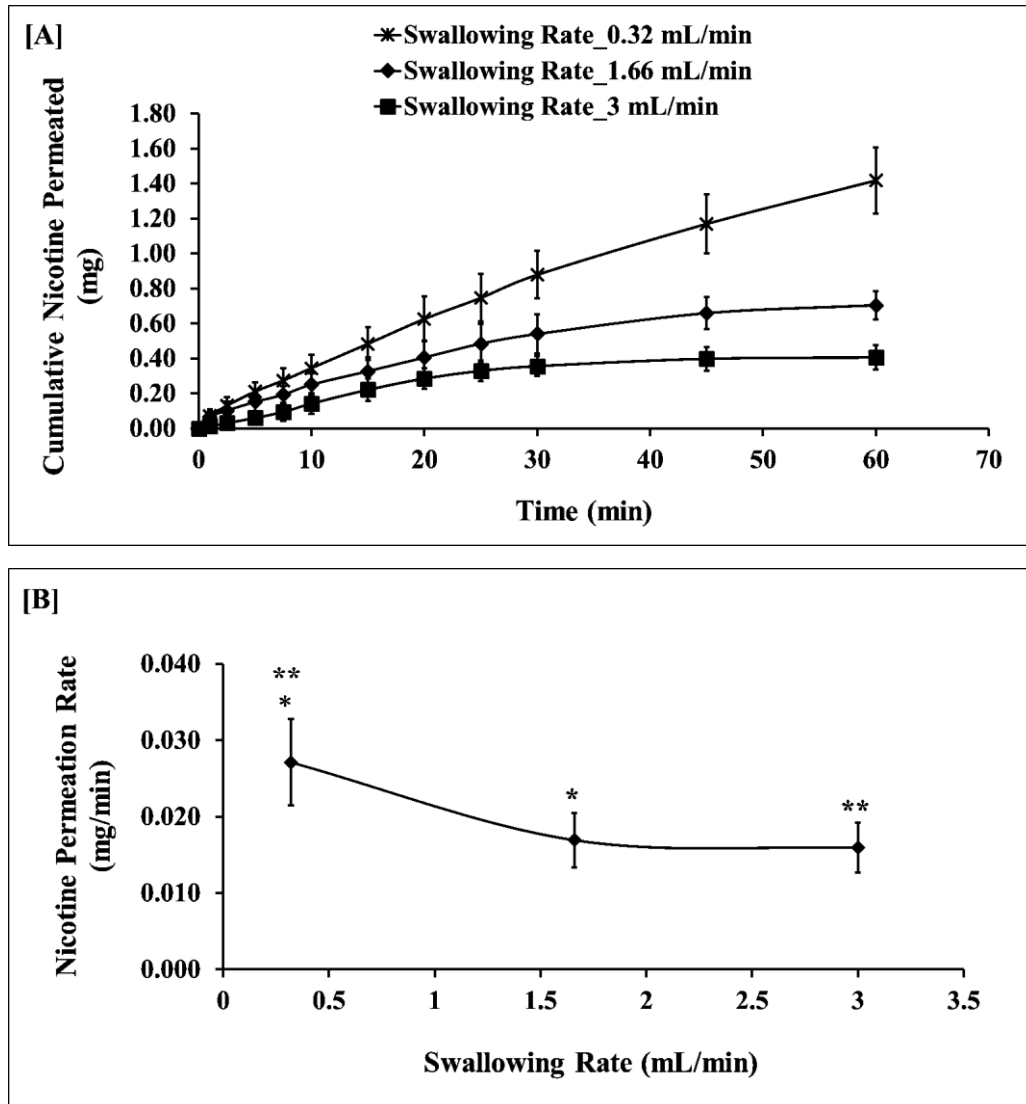 [A]
Swallowing Rate_0.32 mL/min
Swallowing Rate_1.66 mL/min
Swallowing Rate_3 mL/min
Cumulative Nicotine Permeated
(mg)
1.80
1.60
1.40
1.20
1.00
0.80
0.60
0.40
0.20
0.00
0 10 20 30 40 50 60 70
Time (min)
[B]
Nicotine Permeation Rate
(mg/min)
0.040
0.030
0.020
0.010
0.000
**
*
*
**
0 0.5 1 1.5 2 2.5 3 3.5
Swallowing Rate (mL/min)